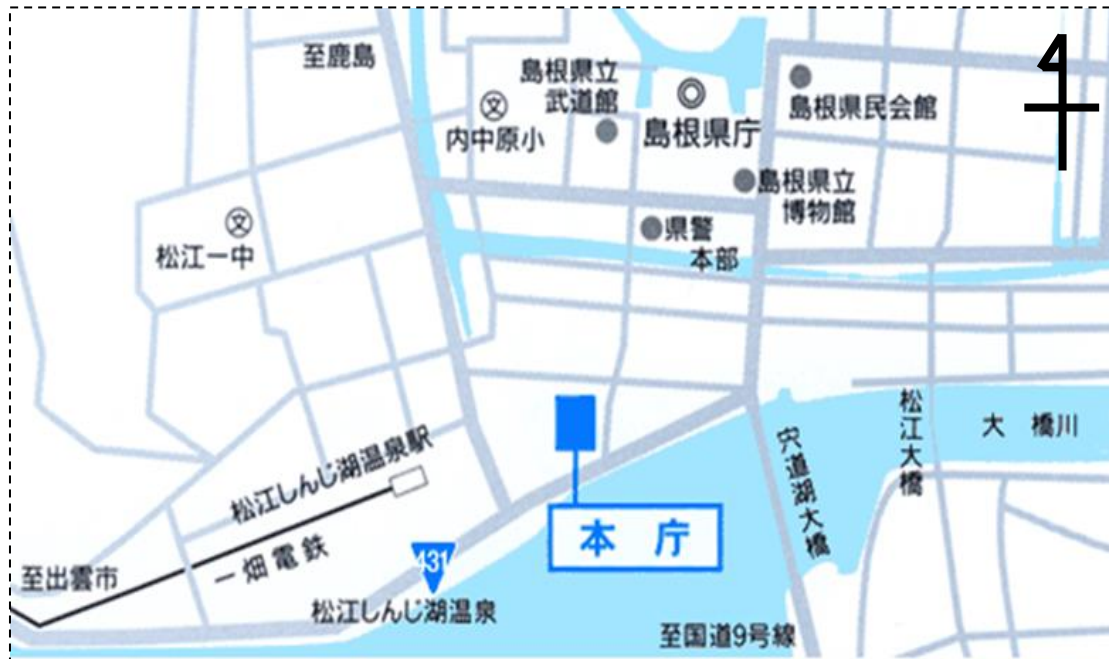 至鹿島
島根県立
武道館
文
内中原小
島根県庁
島根県民会館
4
島根県立
博物館
文
松江一中
県警
本部
松江大橋
大 橋川
宍道湖大橋
松江しんじ湖温泉駅
本 庁
一畑電鉄
431
至出雲市
松江しんじ湖温泉
至国道9号線